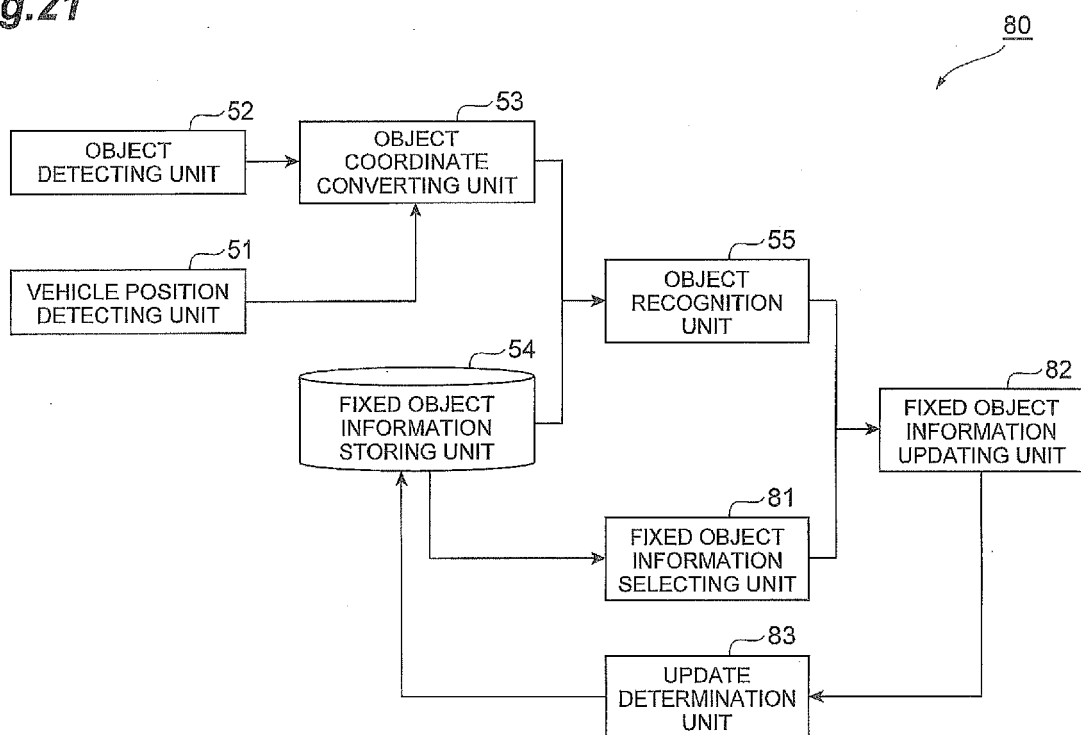 g.21
80
52
OBJECT
DETECTING UNIT
53
OBJECT
COORDINATE
CONVERTING UNIT
51
VEHICLE POSITION
DETECTING UNIT
55
OBJECT
RECOGNITION
UNIT
54
FIXED OBJECT
INFORMATION
STORING UNIT
82
FIXED OBJECT
INFORMATION
UPDATING UNIT
81
FIXED OBJECT
INFORMATION
SELECTING UNIT
83
UPDATE
DETERMINATION
UNIT